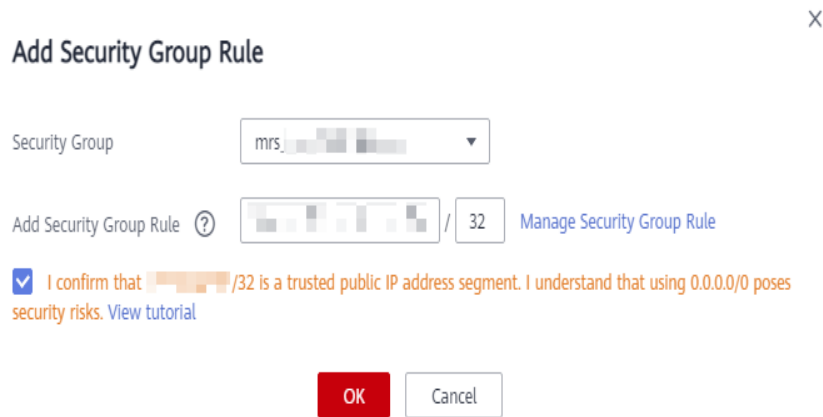 X
Add Security Group Rule
Security Group mrs_
Add Security Group Rule ? / 32 Manage Security Group Rule
I confirm that /32 is a trusted public IP address segment. I understand that using 0.0.0.0/0 poses
security risks. View tutorial
OK Cancel